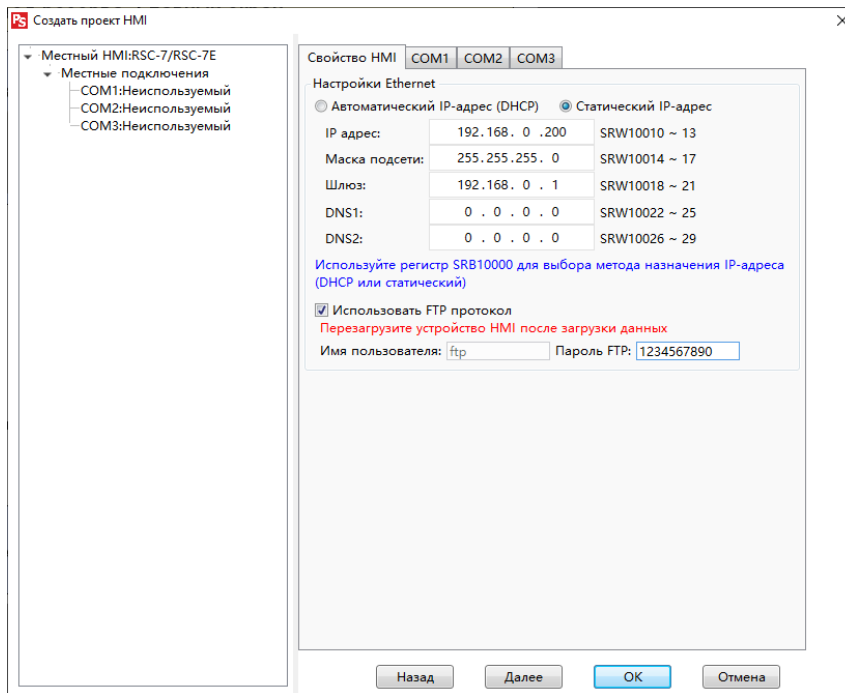 PS Создать проект HMI
Местный HMI:RSC-7/RSC-7E
Местные подключения
COM1:Неиспользуемый
COM2:Неиспользуемый
COM3:Неиспользуемый
Свойство HMI COM1 COM2 COM3
Настройки Ethernet
Автоматический IP-адрес (DHCP) Статический IP-адрес
IP адрес: 192.168. 0 .200 SRW10010 ~ 13
Маска подсети: 255.255.255. 0 SRW10014 ~ 17
Шлюз: 192.168. 0 . 1 SRW10018 ~ 21
DNS1: 0 . 0 . 0 . 0 SRW10022 ~ 25
DNS2: 0 . 0 . 0 . 0 SRW10026 ~ 29
Используйте регистр SRB10000 для выбора метода назначения IP-адреса
(DHCP или статический)
Использовать FTP протокол
Перезагрузите устройство HMI после загрузки данных
Имя пользователя: ftp Пароль FTP: 1234567890
Назад Далее OK Отмена